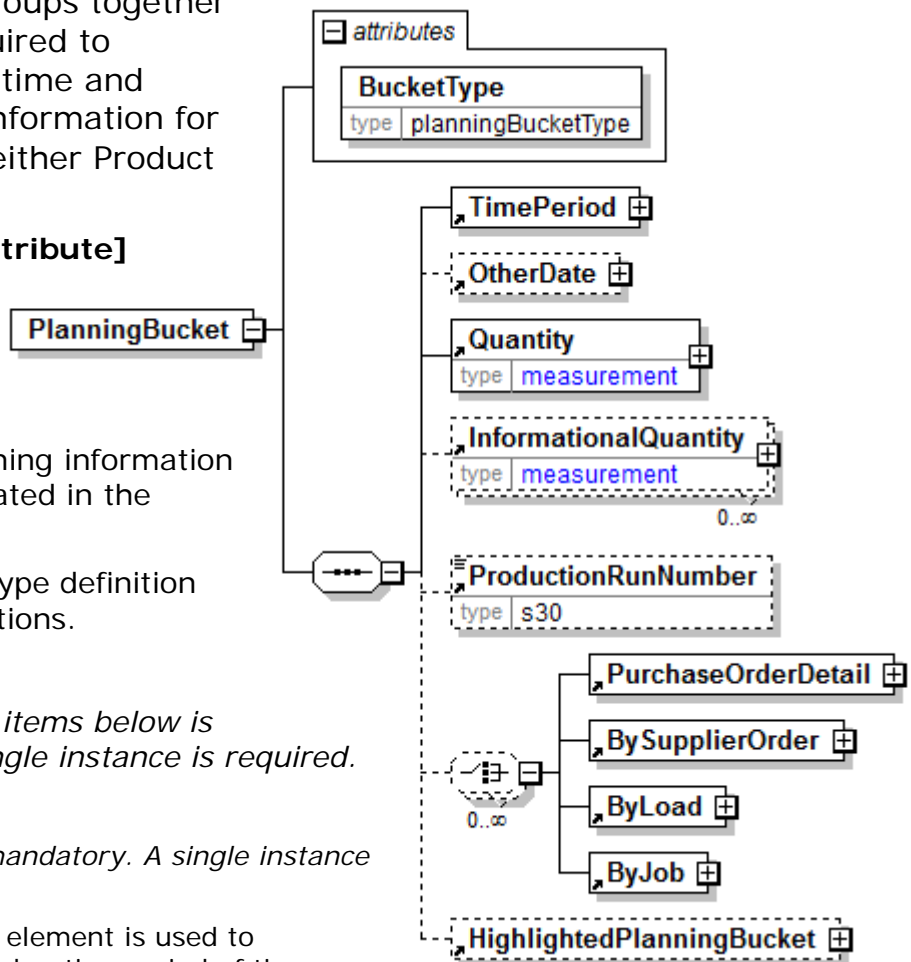 oups together
uired to
time and
nformation for
either Product
tribute]
ning information
ated in the
ype definition
tions.
items below is
ngle instance is required.
mandatory. A single instance
element is used to
attributes
BucketType
type planningBucketType
PlanningBucket
TimePeriod
OtherDate
Quantity
type measurement
InformationalQuantity
type measurement
0..∞
ProductionRunNumber
type s30
0..∞
PurchaseOrderDetail
BySupplierOrder
ByLoad
ByJob
HighlightedPlanningBucket